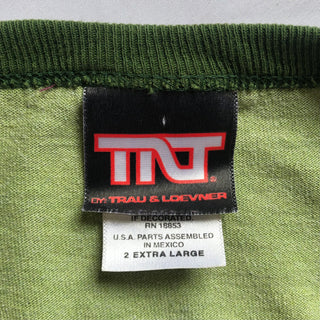 TNT®
BY TRAU & LOEVNER
IF DECORATED.
RN 18853
U.S.A. PARTS ASSEMBLED
IN MEXICO
2 EXTRA LARGE